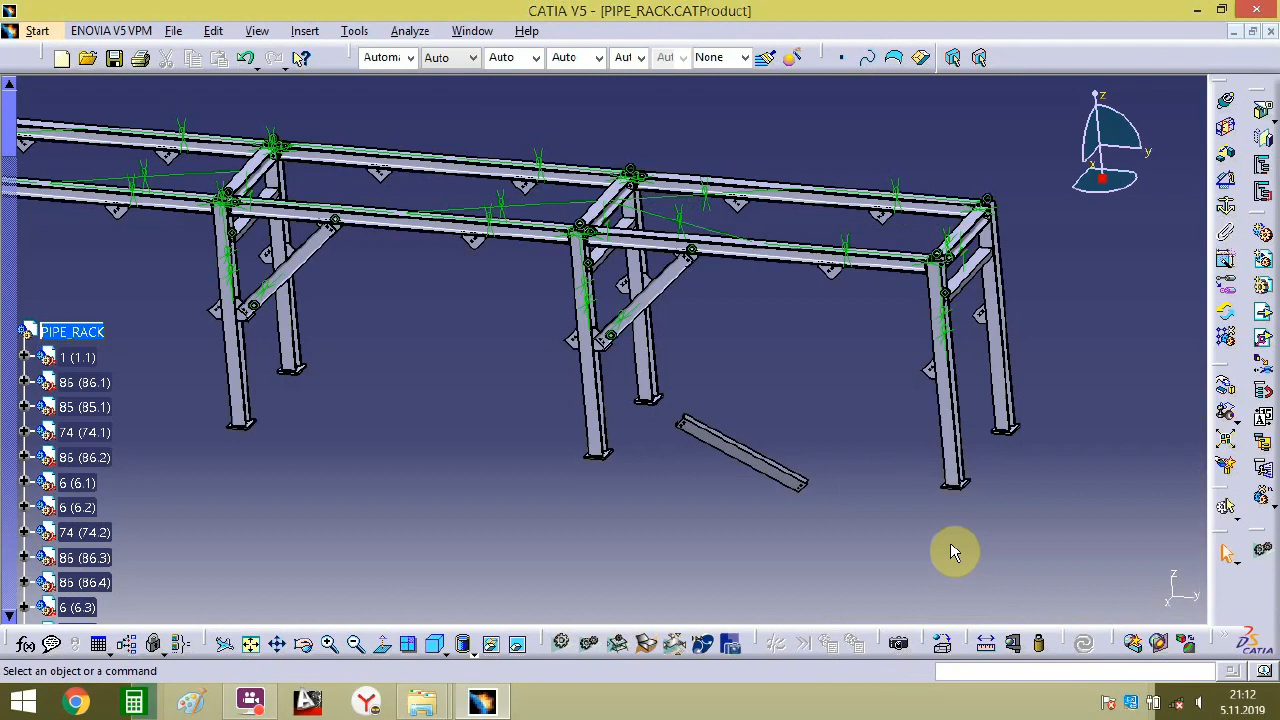 CATIA V5 - [PIPE_RACK.CATProduct]
Start ENOVIA V5 VPM File Edit View Insert Tools Analyze Window Help
Autom Auto Auto Auto Aut Aut None
z
y
x
PIPE_RACK
1 (1.1)
86 (86.1)
85 (85.1)
74 (74.1)
86 (86.2)
6 (6.1)
6 (6.2)
74 (74.2)
86 (86.3)
86 (86.4)
6 (6.3)
z
x y
CATIA
Select an object or a command
21:12
5.11.2019